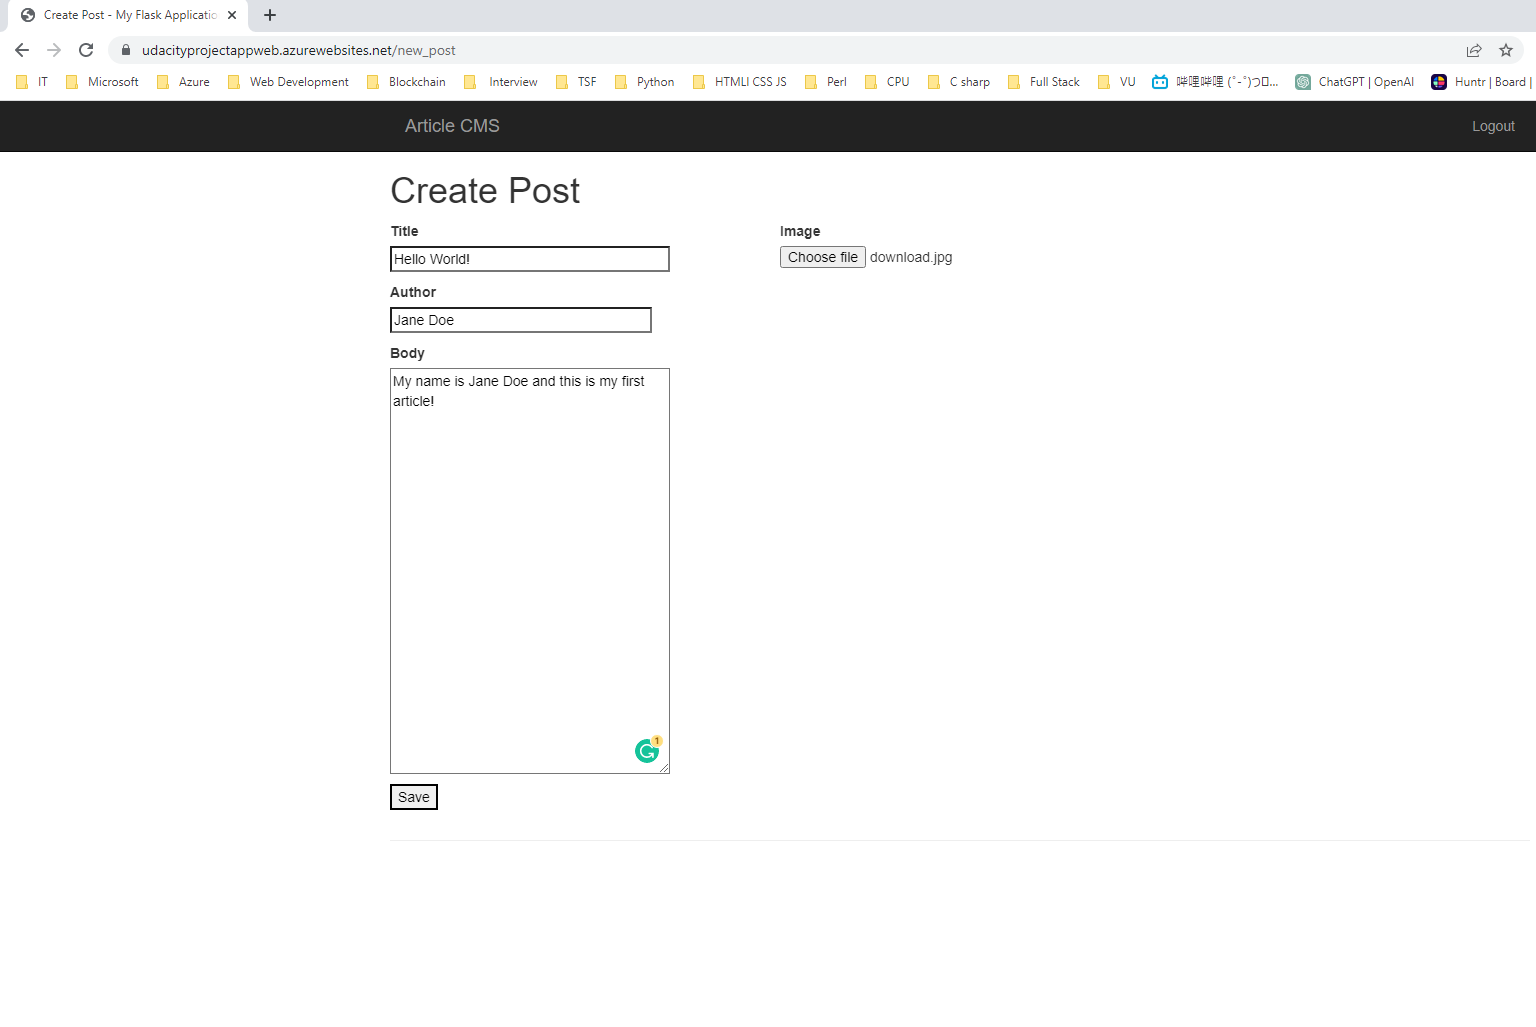 Create Post - My Flask Applicatio
udacityprojectappweb.azurewebsites.net/new_post
IT Microsoft Azure Web Development Blockchain Interview TSF Python HTMLI CSS JS Perl CPU C sharp Full Stack VU 哔哩哔哩 (゜-゜)つロ... ChatGPT | OpenAI Huntr | Board |
Article CMS Logout
Create Post
Title Image
Hello World! Choose file download.jpg
Author
Jane Doe
Body
My name is Jane Doe and this is my first
article!
1
Save